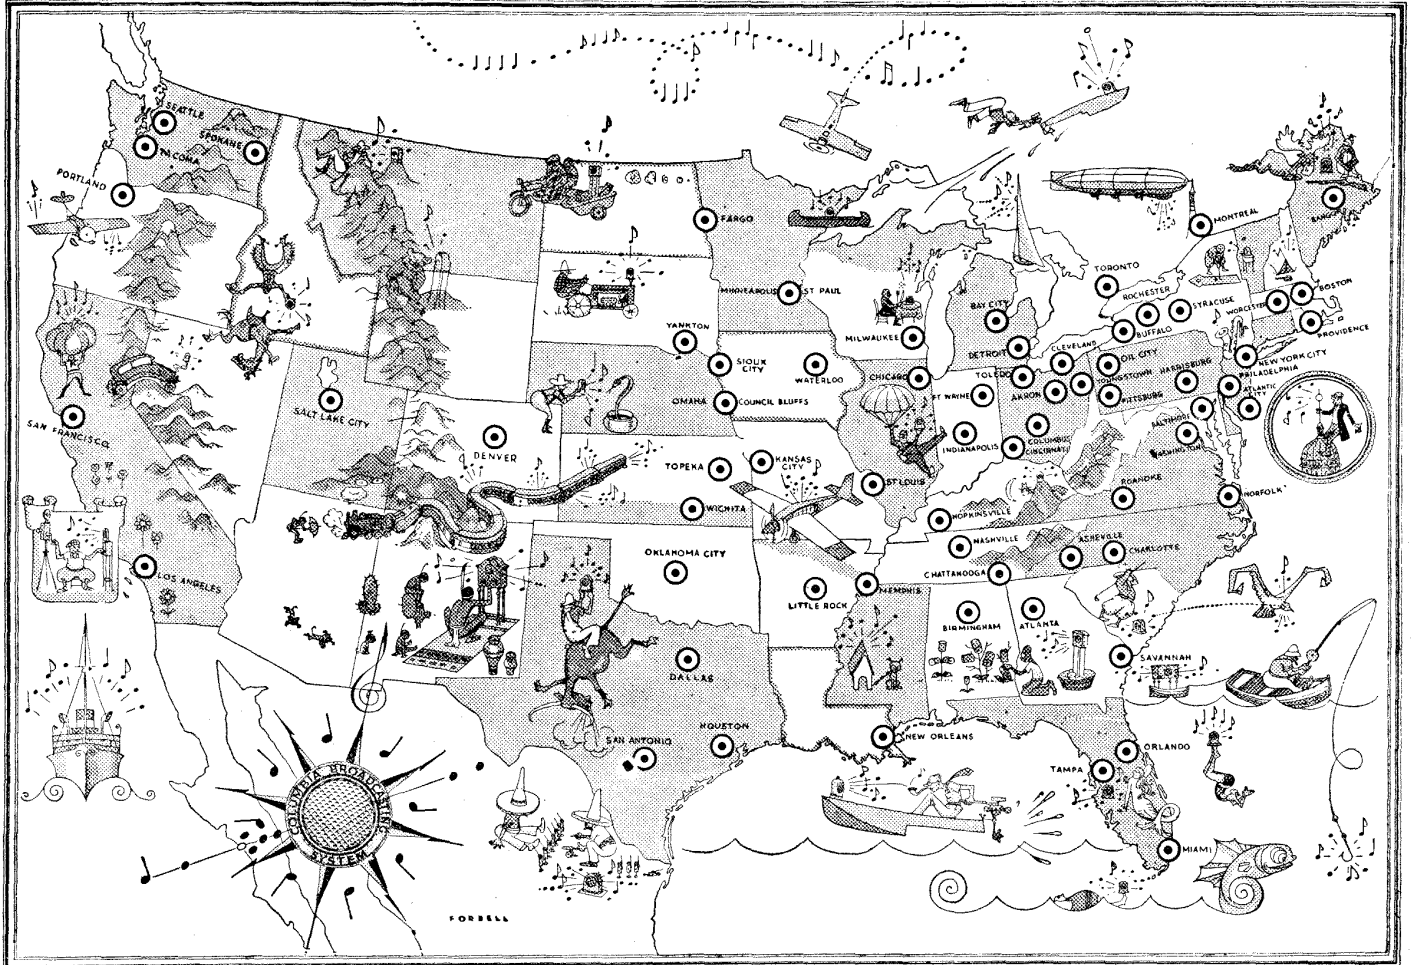 SEATTLE
SPOKANE
TACOMA
PORTLAND
SAN FRANCISCO
LOS ANGELES
SALT LAKE CITY
DENVER
FARGO
MINNEAPOLIS ST PAUL
YANKTON
SIOUX
CITY
OMAHA COUNCIL BLUFFS
WATERLOO
TOPEKA
KANSAS
CITY
WICHITA
OKLAHOMA CITY
DALLAS
HOUSTON
SAN ANTONIO
LITTLE ROCK
MEMPHIS
NEW ORLEANS
MILWAUKEE
CHICAGO
ST LOUIS
BAY CITY
DETROIT
TOLEDO
FT WAYNE
INDIANAPOLIS
CLEVELAND
AKRON
YOUNGSTOWN
COLUMBUS
CINCINNATI
HOPKINSVILLE
NASHVILLE
CHATTANOOGA
BIRMINGHAM
ATLANTA
ASHEVILLE
CHARLOTTE
SAVANNAH
ORLANDO
TAMPA
MIAMI
MONTREAL
BANGOR
TORONTO
ROCHESTER
SYRACUSE
BUFFALO
WORCESTER
BOSTON
PROVIDENCE
NEW YORK CITY
OIL CITY
HARRISBURG
PITTSBURG
PHILADELPHIA
ATLANTIC
CITY
BALTIMORE
WASHINGTON
ROANOKE
NORFOLK
COLUMBIA BROADCASTING
SYSTEM
FORBELL